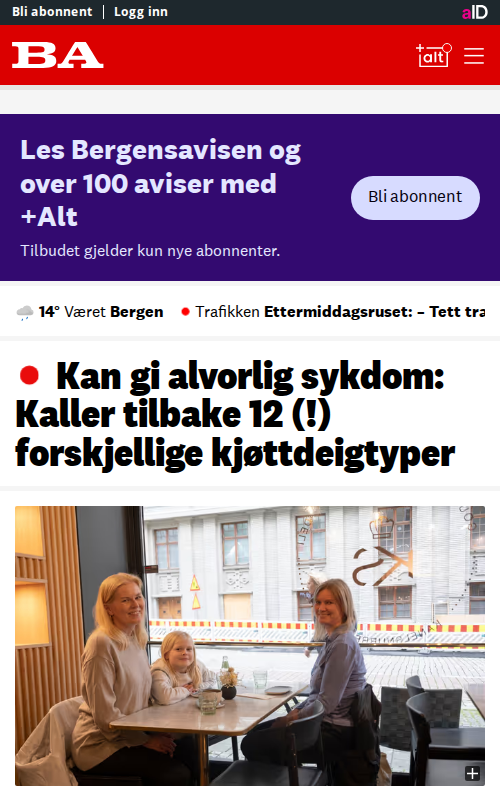 Bli abonnent | Logg inn
aID
BA
+alt
Les Bergensavisen og
over 100 aviser med
+Alt
Bli abonnent
Tilbudet gjelder kun nye abonnenter.
14° Været Bergen
Trafikken Ettermiddagsruset: – Tett tra
Kan gi alvorlig sykdom:
Kaller tilbake 12 (!)
forskjellige kjøttdeigtyper